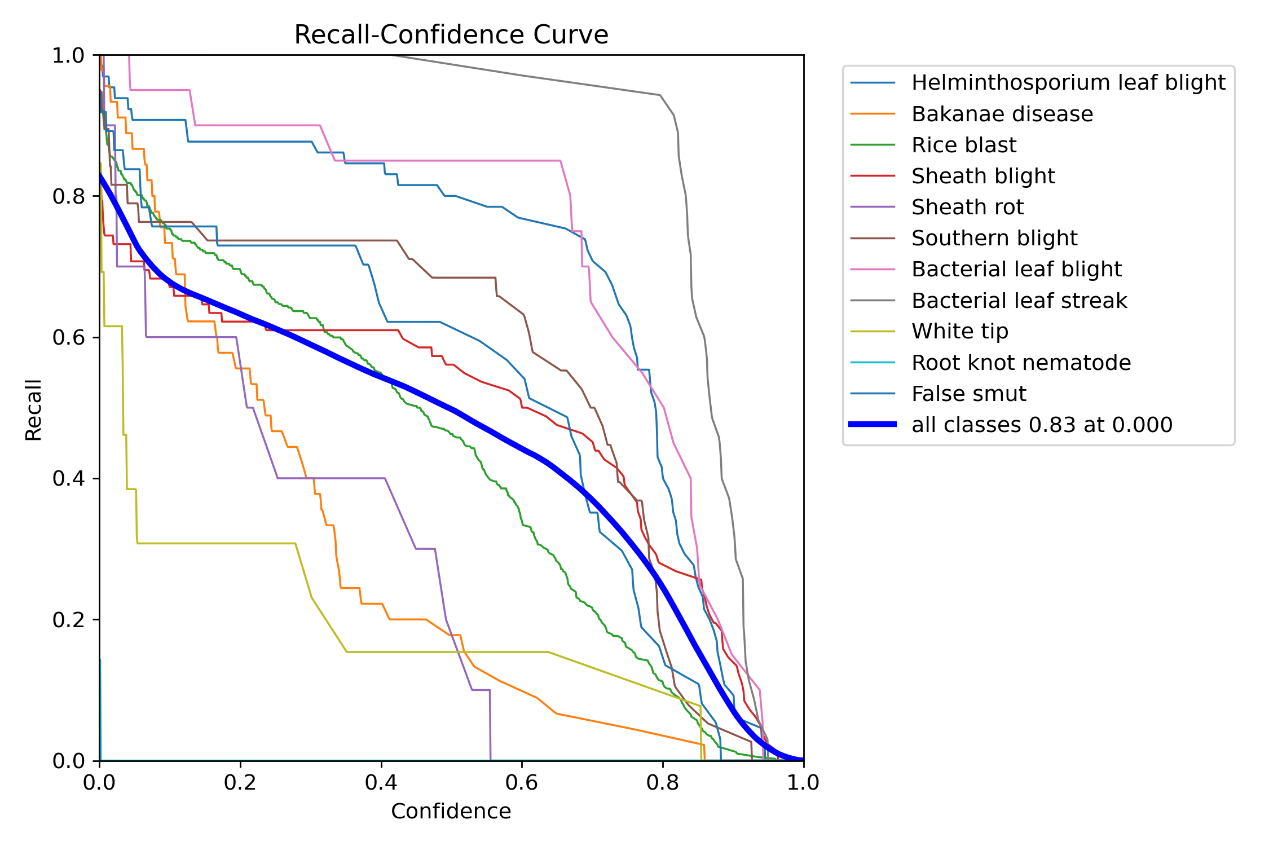 Recall-Confidence Curve
1.0
0.8
0.6
0.4
0.2
0.0
Recall
0.0 0.2 0.4 0.6 0.8 1.0
Confidence
Helminthosporium leaf blight
Bakanae disease
Rice blast
Sheath blight
Sheath rot
Southern blight
Bacterial leaf blight
Bacterial leaf streak
White tip
Root knot nematode
False smut
all classes 0.83 at 0.000